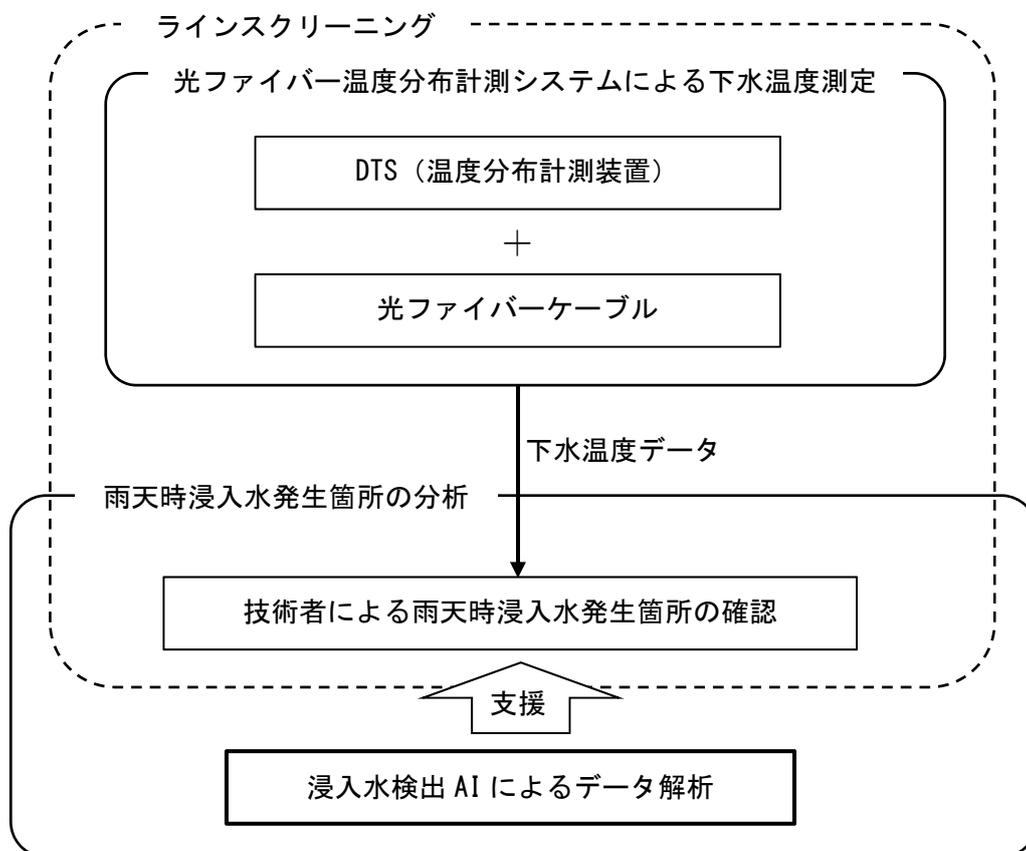 ラインスクリーニング
光ファイバー温度分布計測システムによる下水温度測定
DTS（温度分布計測装置）
＋
光ファイバーケーブル
下水温度データ
雨天時浸入水発生箇所の分析
技術者による雨天時浸入水発生箇所の確認
支援
浸入水検出 AI によるデータ解析